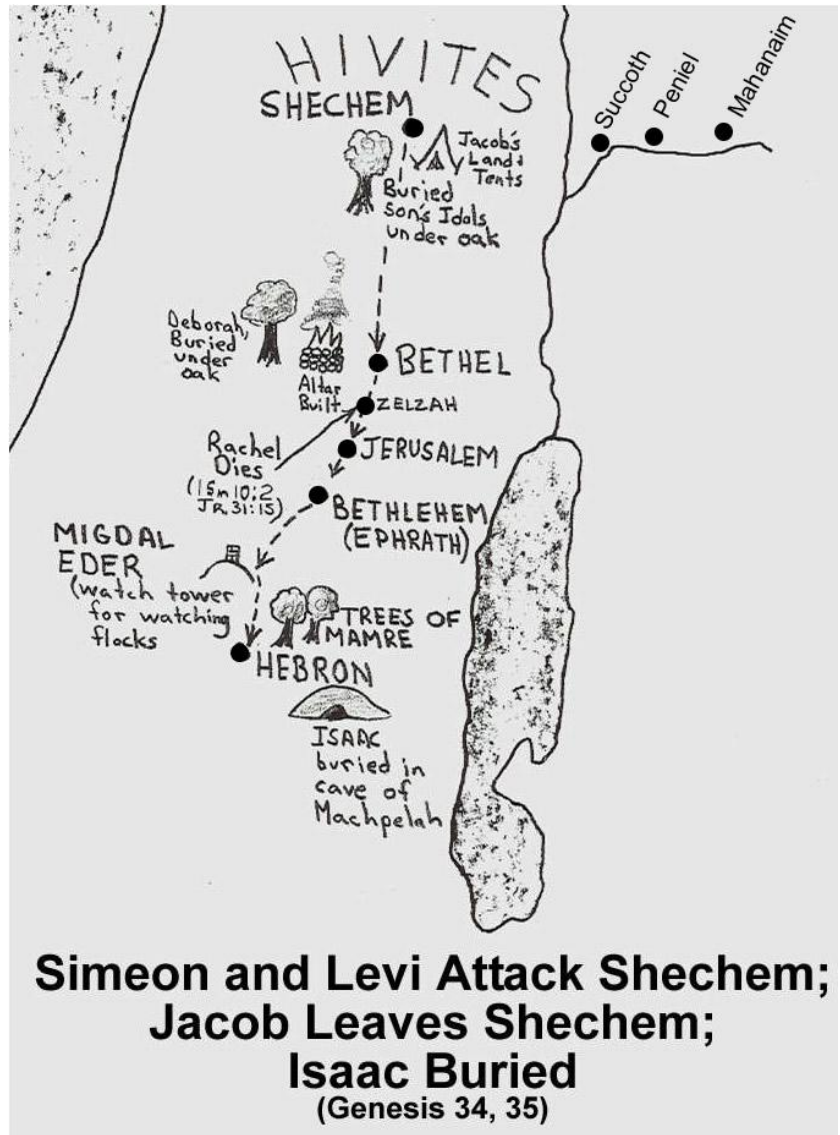 HIVITES
SHECHEM
Succoth
Peniel
Mahanaim
Jacob's
Land &
Tents
Buried
Son's Idols
under oak
Deborah,
Buried
under
oak
Altar
Built
BETHEL
ZELZAH
Rachel
Dies
(1 Sm 10:2
JR. 31:15)
JERUSALEM
BETHLEHEM
(EPHRATH)
MIGDAL
EDER
(watch tower
for watching
flocks
TREES OF
MAMRE
HEBRON
ISAAC
buried in
cave of
Machpelah
Simeon and Levi Attack Shechem;
Jacob Leaves Shechem;
Isaac Buried
(Genesis 34, 35)